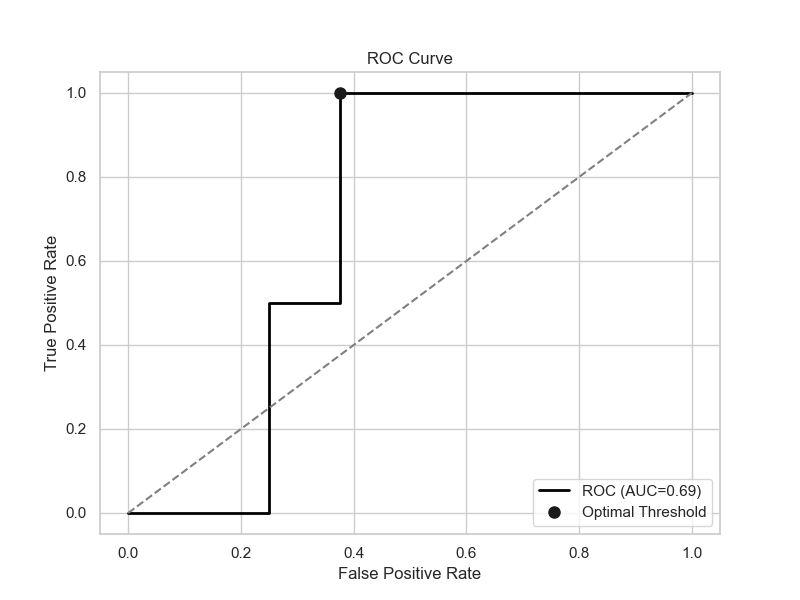 ROC Curve
1.0
0.8
0.6
0.4
0.2
0.0
True Positive Rate
0.0 0.2 0.4 0.6 0.8 1.0
False Positive Rate
ROC (AUC=0.69)
Optimal Threshold